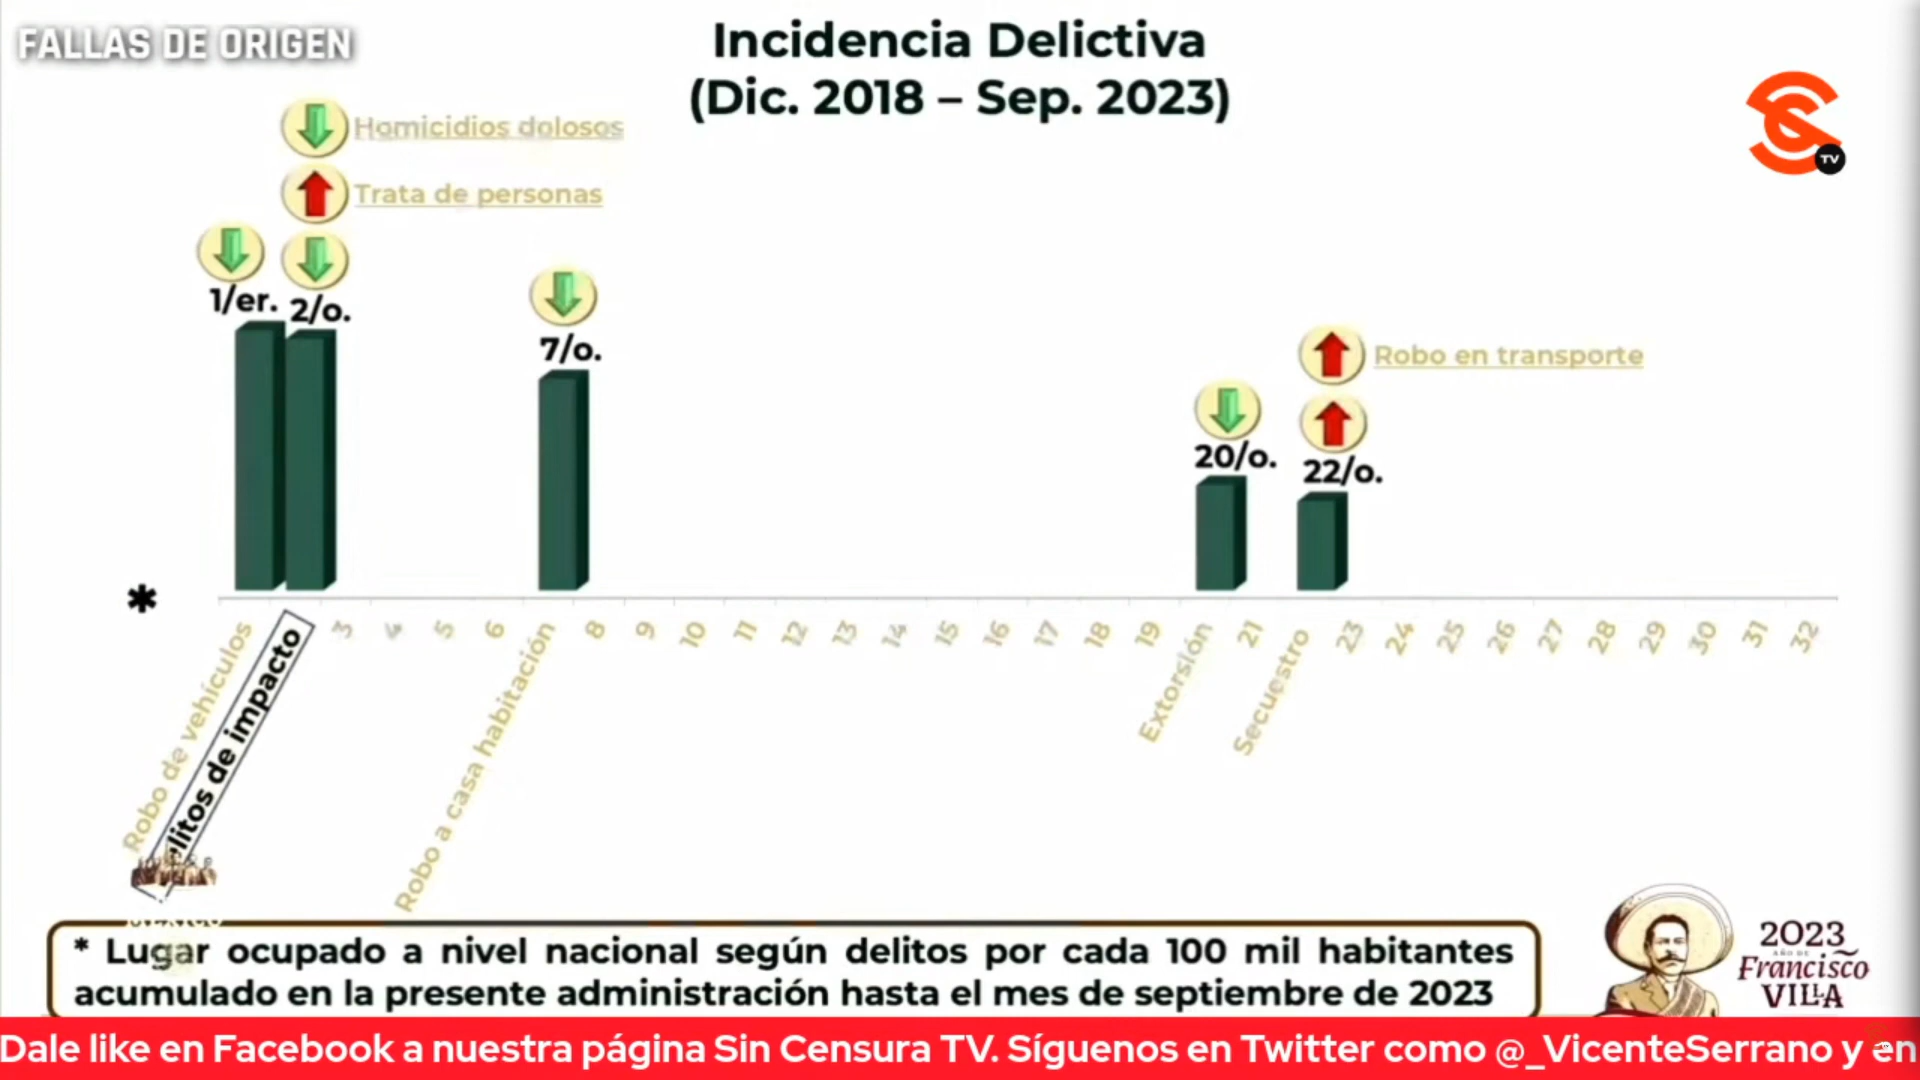 FALLAS DE ORIGEN
Incidencia Delictiva
(Dic. 2018 – Sep. 2023)
TV
Homicidios dolosos
Trata de personas
1/er.
2/o.
7/o.
20/o.
22/o.
Robo en transporte
*
Robo de vehículos
litos de impacto
3
4
5
6
Robo a casa habitación
8
9
10
11
12
13
14
15
16
17
18
19
Extorsión
21
Secuestro
23
24
25
26
27
28
29
30
31
32
* Lugar ocupado a nivel nacional según delitos por cada 100 mil habitantes
acumulado en la presente administración hasta el mes de septiembre de 2023
2023
AÑO DE
Francisco
VILLA
Dale like en Facebook a nuestra página Sin Censura TV. Síguenos en Twitter como @_VicenteSerrano y en